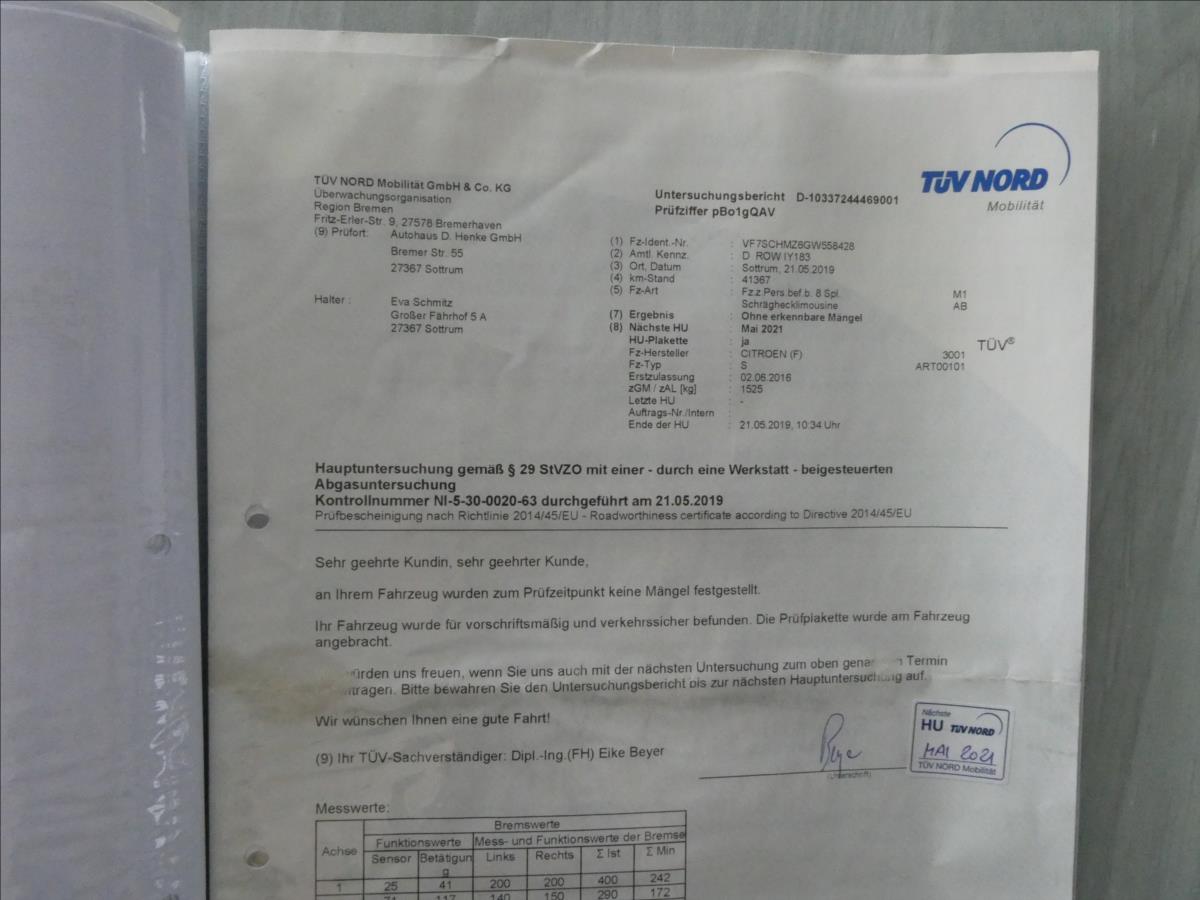 TÜV NORD Mobilität GmbH & Co. KG
Überwachungsorganisation
Region Bremen
Fritz-Erler-Str. 9, 27578 Bremerhaven
(9) Prüfort: Autohaus D. Henke GmbH
Bremer Str. 55
27367 Sottrum
Halter : Eva Schmitz
Großer Fährhof 5 A
27367 Sottrum
Untersuchungsbericht D-10337244469001
Prüfziffer pBo1gQAV
TÜV NORD
Mobilität
(1) Fz-Ident.-Nr. : VF7SCHMZ6GW558428
(2) Amtl. Kennz. : D ROW IY183
(3) Ort, Datum : Sottrum, 21.05.2019
(4) km-Stand : 41367
(5) Fz-Art : Fz.z.Pers.bef.b. 8 Spl. M1
Schräghecklimousine AB
(7) Ergebnis : Ohne erkennbare Mängel
(8) Nächste HU : Mai 2021
HU-Plakette : ja TÜV®
Fz-Hersteller : CITROEN (F) 3001
Fz-Typ : S ART00101
Erstzulassung : 02.06.2016
zGM / zAL [kg] : 1525
Letzte HU : -
Auftrags-Nr./Intern :
Ende der HU : 21.05.2019, 10:34 Uhr
Hauptuntersuchung gemäß § 29 StVZO mit einer - durch eine Werkstatt - beigesteuerten
Abgasuntersuchung
Kontrollnummer NI-5-30-0020-63 durchgeführt am 21.05.2019
Prüfbescheinigung nach Richtlinie 2014/45/EU - Roadworthiness certificate according to Directive 2014/45/EU
Sehr geehrte Kundin, sehr geehrter Kunde,
an Ihrem Fahrzeug wurden zum Prüfzeitpunkt keine Mängel festgestellt.
Ihr Fahrzeug wurde für vorschriftsmäßig und verkehrssicher befunden. Die Prüfplakette wurde am Fahrzeug
angebracht.
ürden uns freuen, wenn Sie uns auch mit der nächsten Untersuchung zum oben gena n Termin
tragen. Bitte bewahren Sie den Untersuchungsbericht bis zur nächsten Hauptuntersuchung auf.
Wir wünschen Ihnen eine gute Fahrt!
(9) Ihr TÜV-Sachverständiger: Dipl.-Ing.(FH) Eike Beyer
Beye
(Unterschrift)
Nächste
HU TÜV NORD
MAI 2021
TÜV NORD Mobilität
Messwerte:
Bremswerte
Achse Funktionswerte Mess- und Funktionswerte der Bremse
Sensor Betätigun Links Rechts Σ Ist Σ Min
g
1 25 41 200 200 400 242
71 117 140 150 290 172